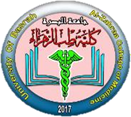 جامعة البصرة
كلية طب الزهراء
University Of Basrah
Al-Zahraa College of Medicine
2017